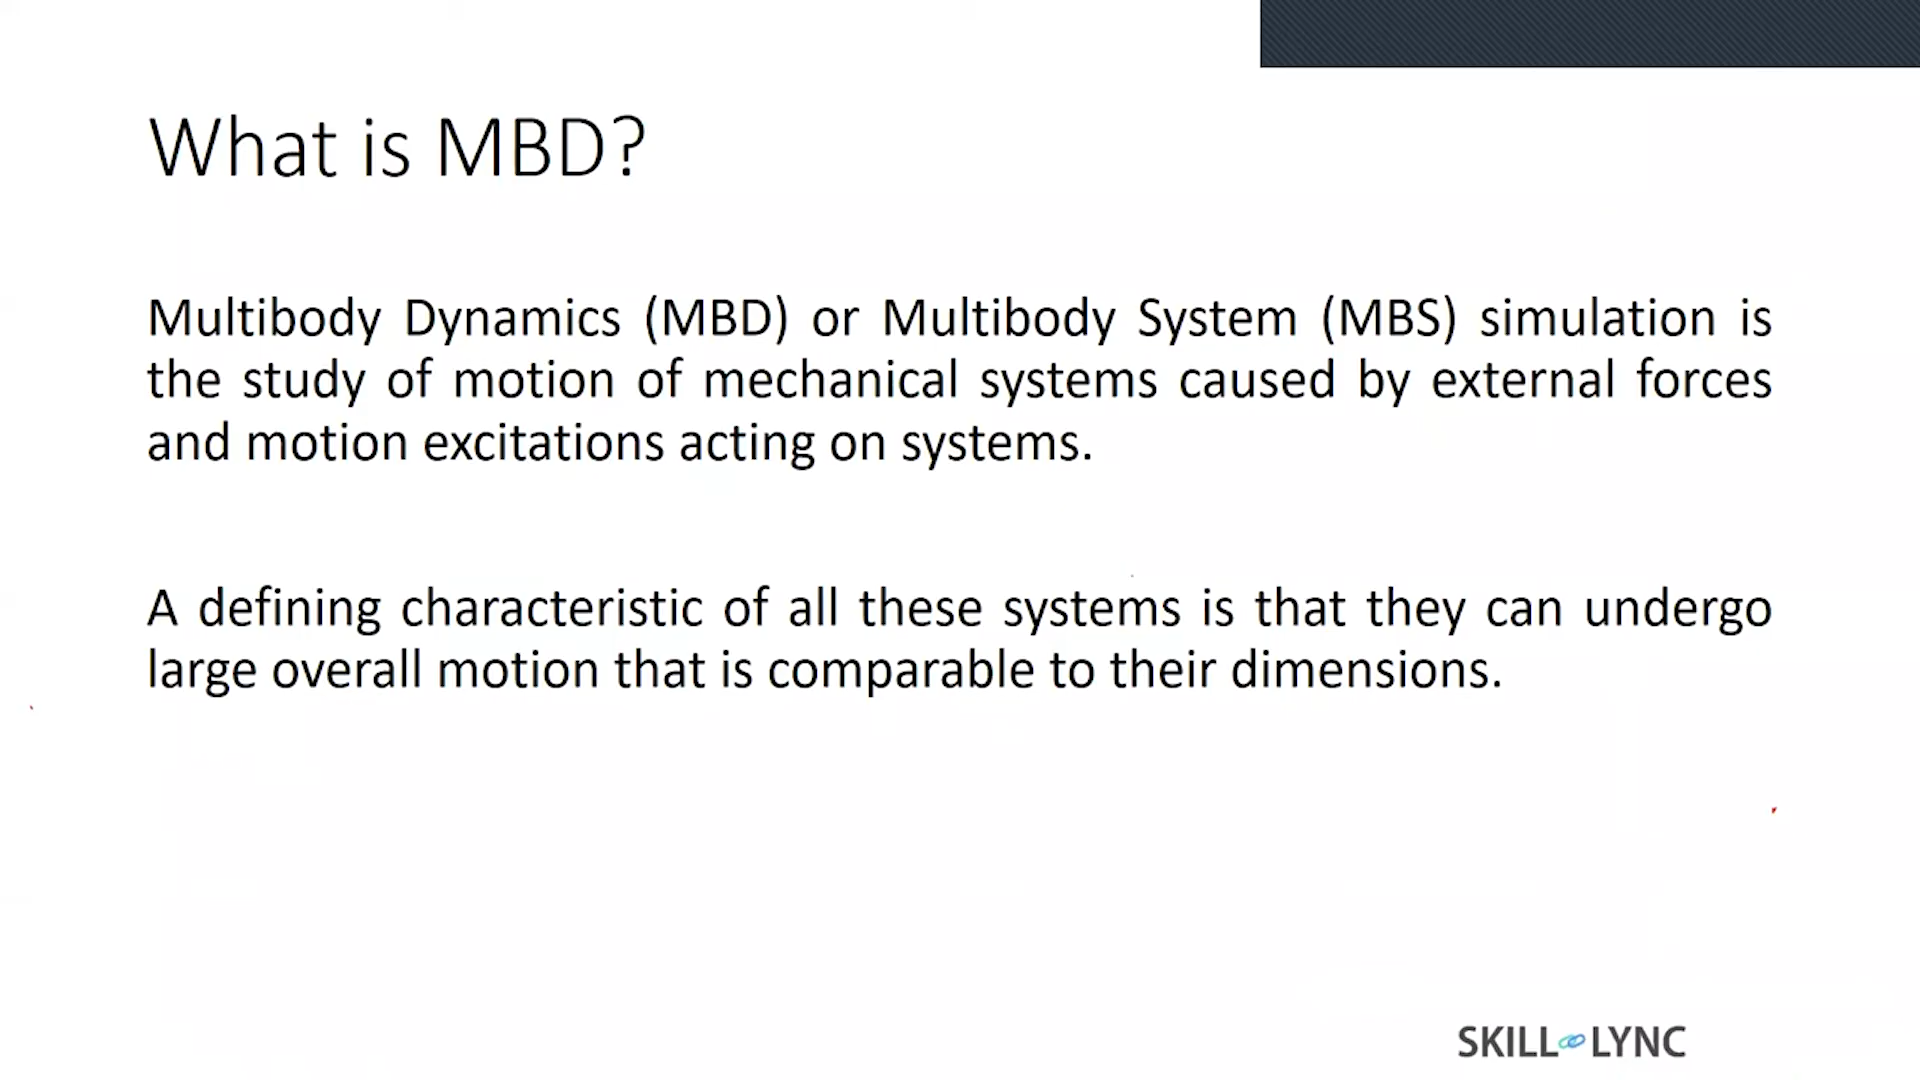 What is MBD?
Multibody Dynamics (MBD) or Multibody System (MBS) simulation is
the study of motion of mechanical systems caused by external forces
and motion excitations acting on systems.
A defining characteristic of all these systems is that they can undergo
large overall motion that is comparable to their dimensions.
SKILL LYNC